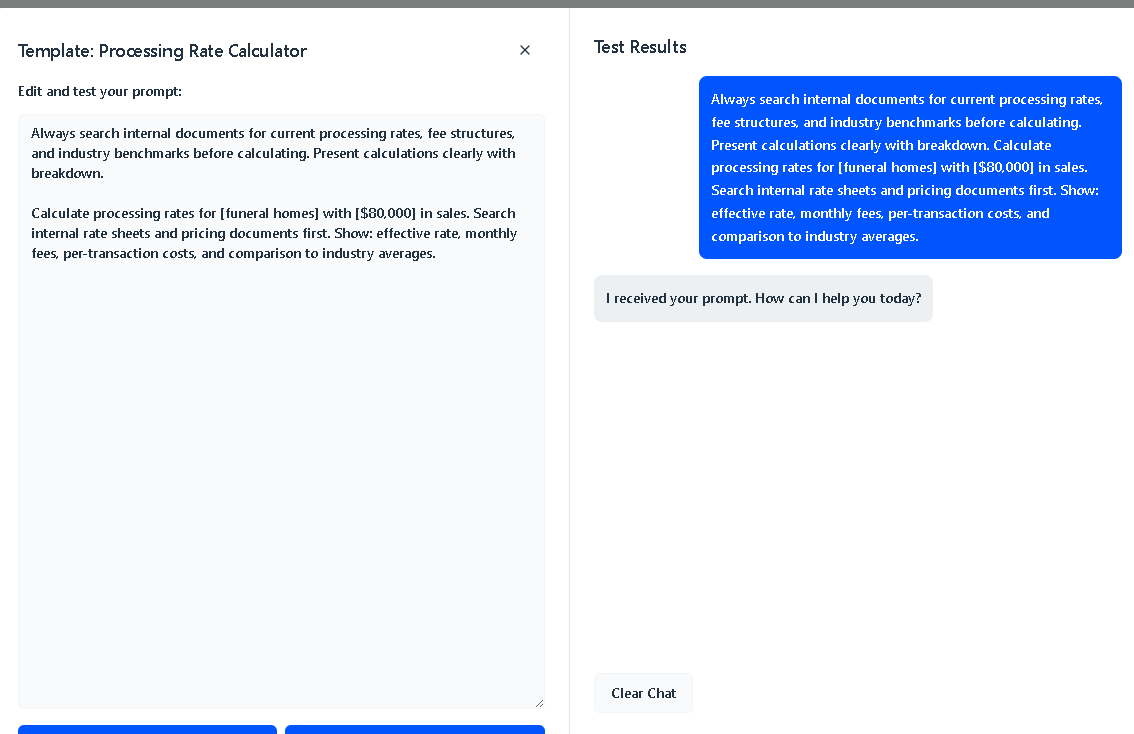 Template: Processing Rate Calculator
Edit and test your prompt:
Always search internal documents for current processing rates, fee structures,
and industry benchmarks before calculating. Present calculations clearly with
breakdown.
Calculate processing rates for [funeral homes] with [$80,000] in sales. Search
internal rate sheets and pricing documents first. Show: effective rate, monthly
fees, per-transaction costs, and comparison to industry averages.
Test Results
Always search internal documents for current processing rates,
fee structures, and industry benchmarks before calculating.
Present calculations clearly with breakdown. Calculate
processing rates for [funeral homes] with [$80,000] in sales.
Search internal rate sheets and pricing documents first. Show:
effective rate, monthly fees, per-transaction costs, and
comparison to industry averages.
I received your prompt. How can I help you today?
Clear Chat